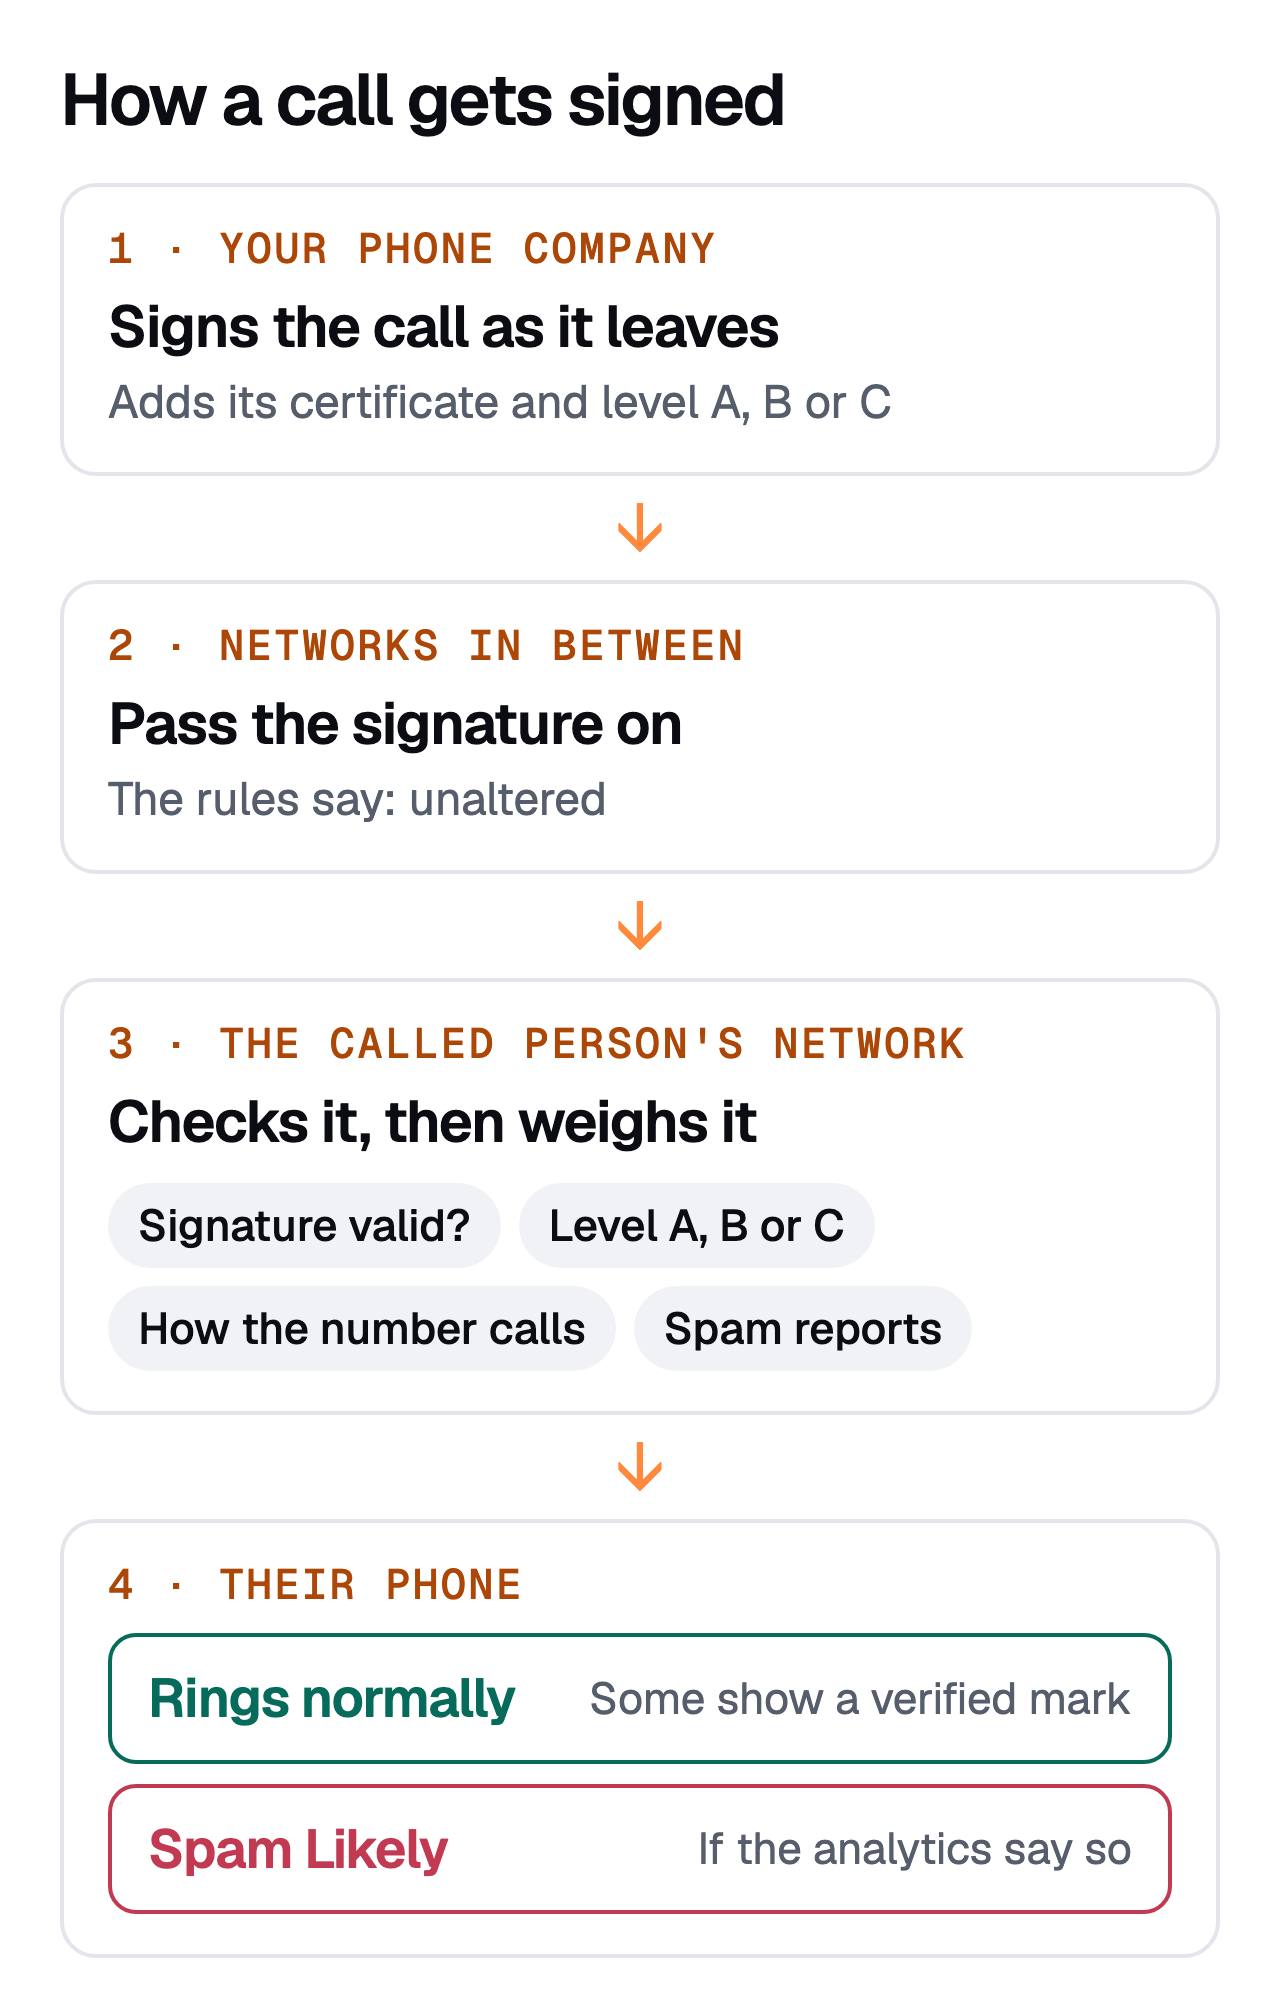 How a call gets signed
1 · YOUR PHONE COMPANY
Signs the call as it leaves
Adds its certificate and level A, B or C
2 · NETWORKS IN BETWEEN
Pass the signature on
The rules say: unaltered
3 · THE CALLED PERSON'S NETWORK
Checks it, then weighs it
Signature valid? Level A, B or C
How the number calls Spam reports
4 · THEIR PHONE
Rings normally Some show a verified mark
Spam Likely If the analytics say so